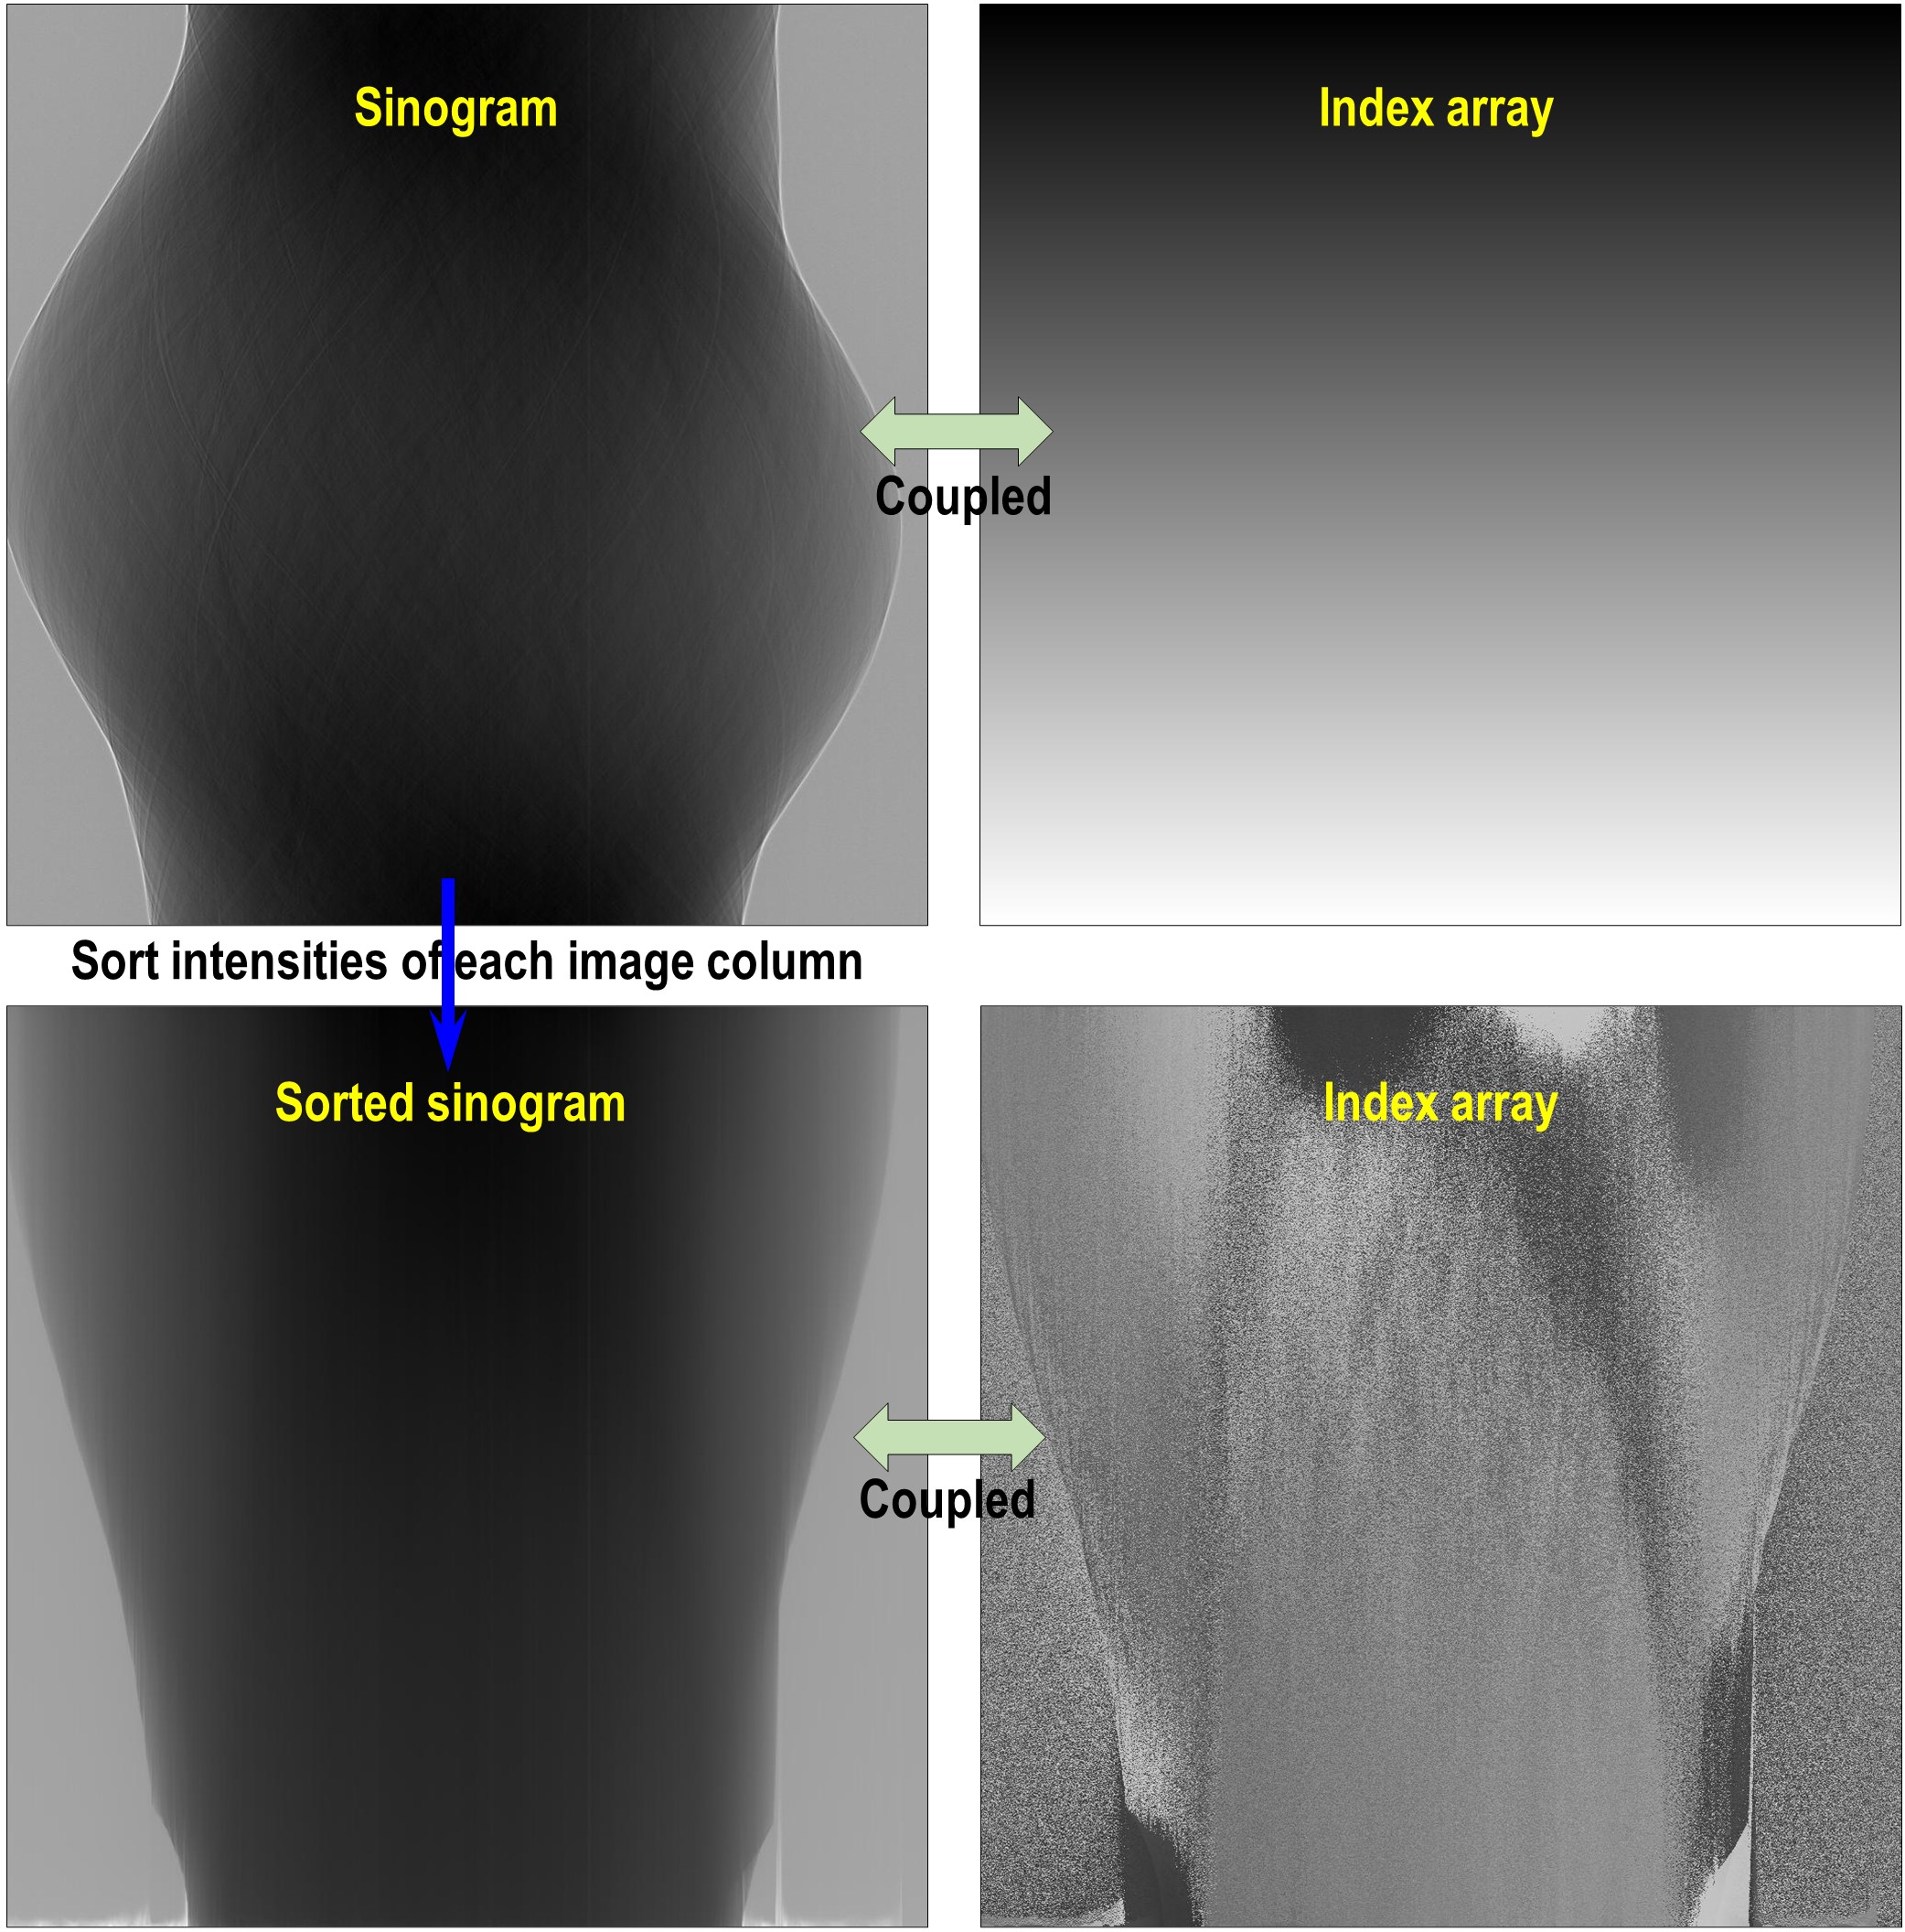 Sinogram
Index array
Coupled
Sort intensities of each image column
Sorted sinogram
Index array
Coupled